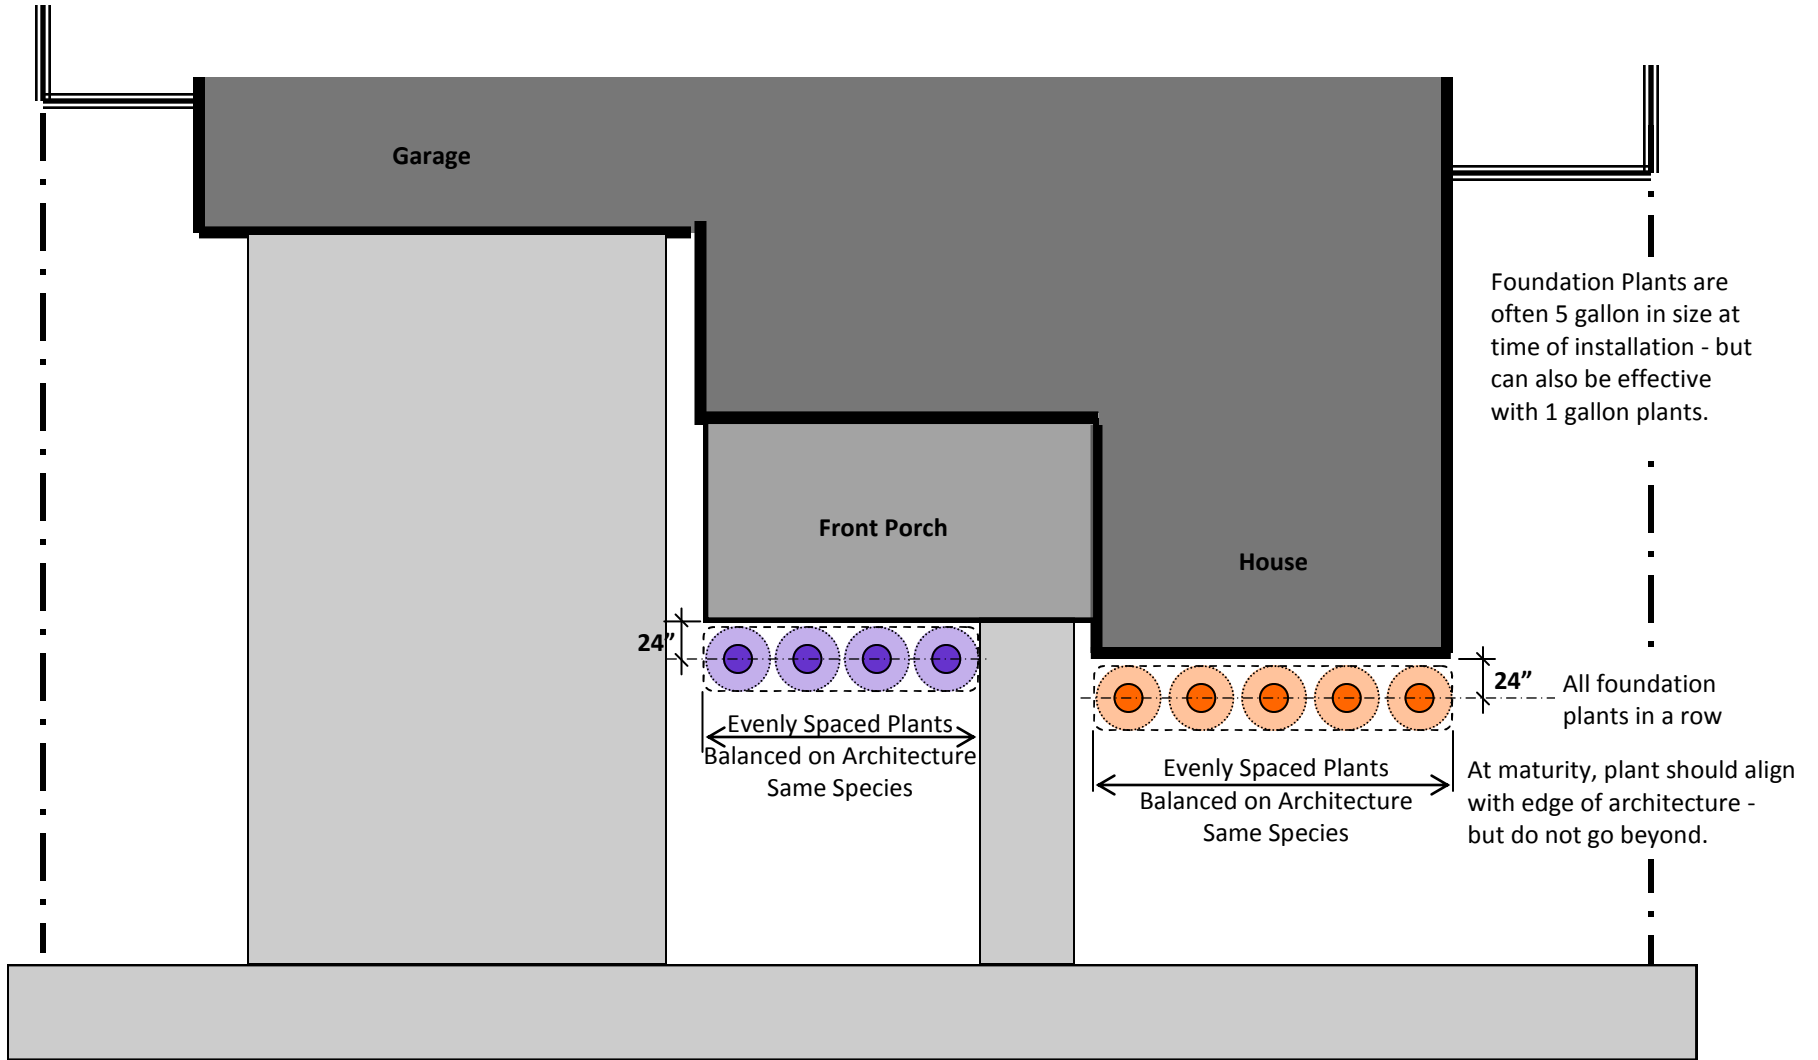 Garage
Foundation Plants are
often 5 gallon in size at
time of installation - but
can also be effective
with 1 gallon plants.
Front Porch
House
24”
24”
All foundation
plants in a row
Evenly Spaced Plants
Balanced on Architecture
Same Species
Evenly Spaced Plants
Balanced on Architecture
Same Species
At maturity, plant should align
with edge of architecture -
but do not go beyond.